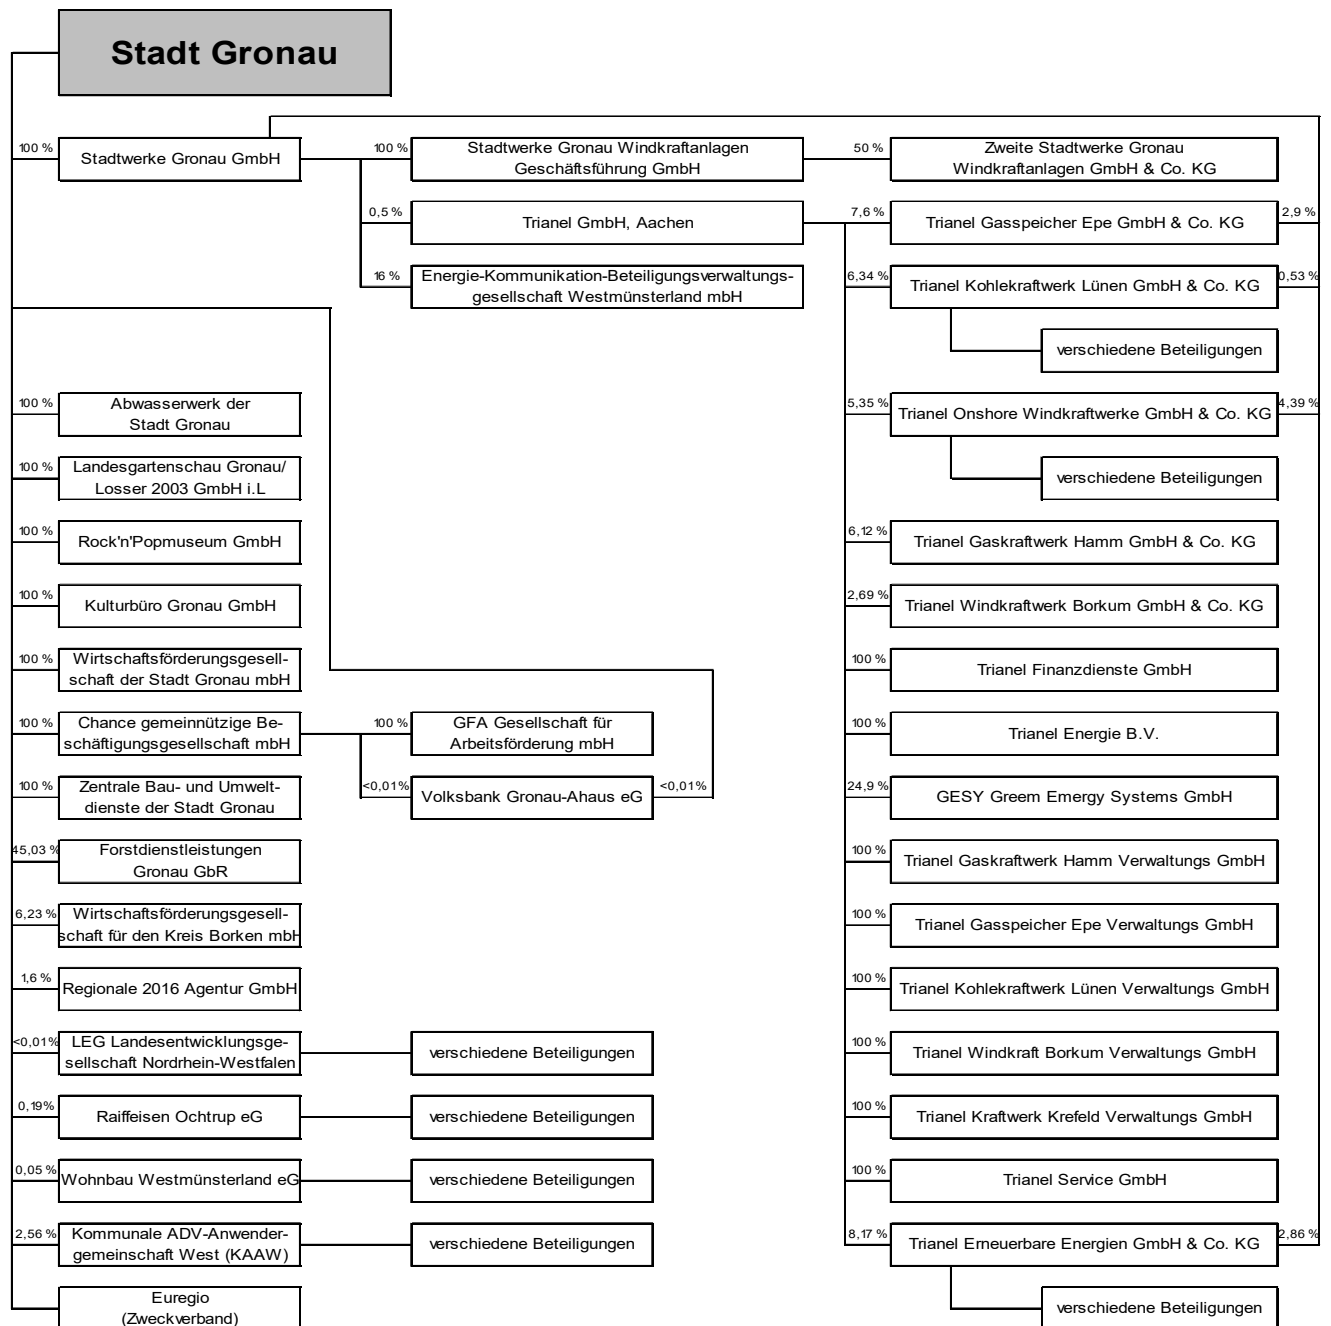 Stadt Gronau
100 %
Stadtwerke Gronau GmbH
100 %
Stadtwerke Gronau Windkraftanlagen
Geschäftsführung GmbH
50 %
Zweite Stadtwerke Gronau
Windkraftanlagen GmbH & Co. KG
0,5 %
Trianel GmbH, Aachen
7,6 %
Trianel Gasspeicher Epe GmbH & Co. KG
2,9 %
16 %
Energie-Kommunikation-Beteiligungsverwaltungs-
gesellschaft Westmünsterland mbH
6,34 %
Trianel Kohlekraftwerk Lünen GmbH & Co. KG
0,53 %
verschiedene Beteiligungen
100 %
Abwasserwerk der
Stadt Gronau
5,35 %
Trianel Onshore Windkraftwerke GmbH & Co. KG
4,39 %
100 %
Landesgartenschau Gronau/
Losser 2003 GmbH i.L
verschiedene Beteiligungen
100 %
Rock'n'Popmuseum GmbH
6,12 %
Trianel Gaskraftwerk Hamm GmbH & Co. KG
100 %
Kulturbüro Gronau GmbH
2,69 %
Trianel Windkraftwerk Borkum GmbH & Co. KG
100 %
Wirtschaftsförderungsgesell-
schaft der Stadt Gronau mbH
100 %
Trianel Finanzdienste GmbH
100 %
Chance gemeinnützige Be-
schäftigungsgesellschaft mbH
100 %
GFA Gesellschaft für
Arbeitsförderung mbH
100 %
Trianel Energie B.V.
100 %
Zentrale Bau- und Umwelt-
dienste der Stadt Gronau
<0,01%
Volksbank Gronau-Ahaus eG
<0,01%
24,9 %
GESY Greem Emergy Systems GmbH
45,03 %
Forstdienstleistungen
Gronau GbR
100 %
Trianel Gaskraftwerk Hamm Verwaltungs GmbH
6,23 %
Wirtschaftsförderungsgesell-
schaft für den Kreis Borken mbH
100 %
Trianel Gasspeicher Epe Verwaltungs GmbH
1,6 %
Regionale 2016 Agentur GmbH
100 %
Trianel Kohlekraftwerk Lünen Verwaltungs GmbH
<0,01%
LEG Landesentwicklungsge-
sellschaft Nordrhein-Westfalen
verschiedene Beteiligungen
100 %
Trianel Windkraft Borkum Verwaltungs GmbH
0,19%
Raiffeisen Ochtrup eG
verschiedene Beteiligungen
100 %
Trianel Kraftwerk Krefeld Verwaltungs GmbH
0,05 %
Wohnbau Westmünsterland eG
verschiedene Beteiligungen
100 %
Trianel Service GmbH
2,56 %
Kommunale ADV-Anwender-
gemeinschaft West (KAAW)
verschiedene Beteiligungen
8,17 %
Trianel Erneuerbare Energien GmbH & Co. KG
2,86 %
Euregio
(Zweckverband)
verschiedene Beteiligungen